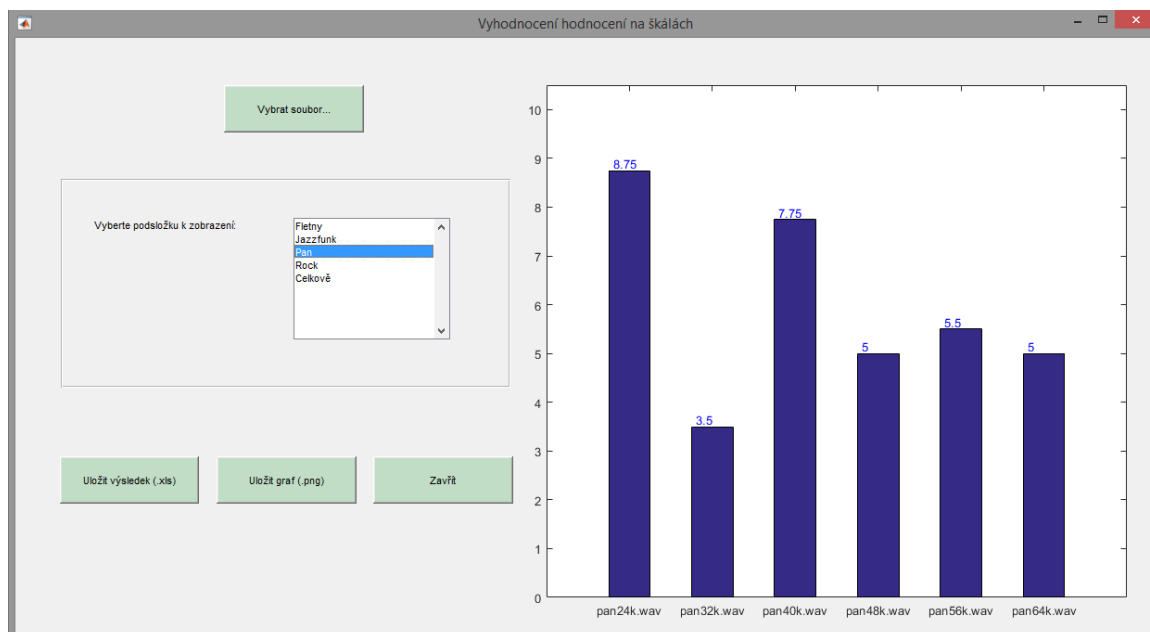 Vyhodnocení hodnocení na škálách
Vybrat soubor...
Vyberte podsložku k zobrazení:
Fletny
Jazzfunk
Pan
Rock
Celkově
Uložit výsledek (.xls)
Uložit graf (.png)
Zavřít
10
9
8
7
6
5
4
3
2
1
0
8.75
3.5
7.75
5
5.5
5
pan24k.wav
pan32k.wav
pan40k.wav
pan48k.wav
pan56k.wav
pan64k.wav